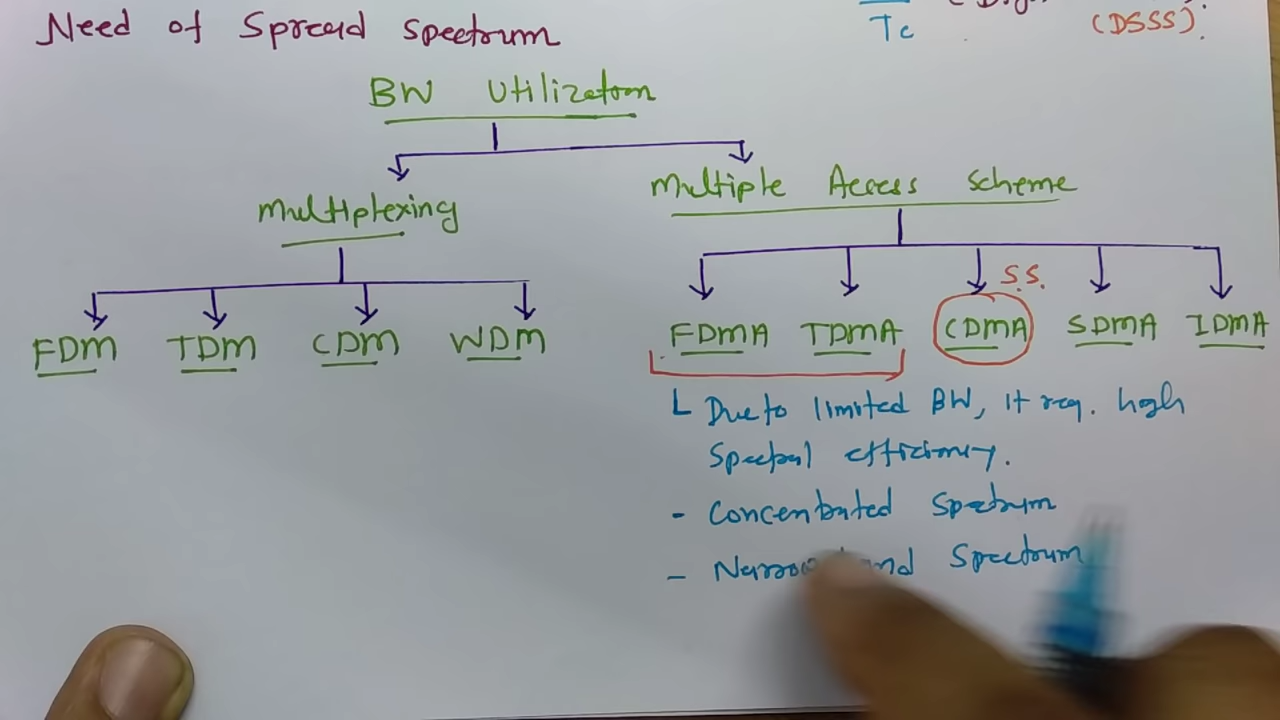 Need of Spread Spectrum
Tc
(DSSS).
BW Utilization
Multiplexing
Multiple Access Scheme
S.S.
FDM TDM CDM WDM
FDMA TDMA CDMA SDMA IDMA
Due to limited BW, it req. high
Spectral efficiency.
- Concentrated Spectrum
- Spectrum